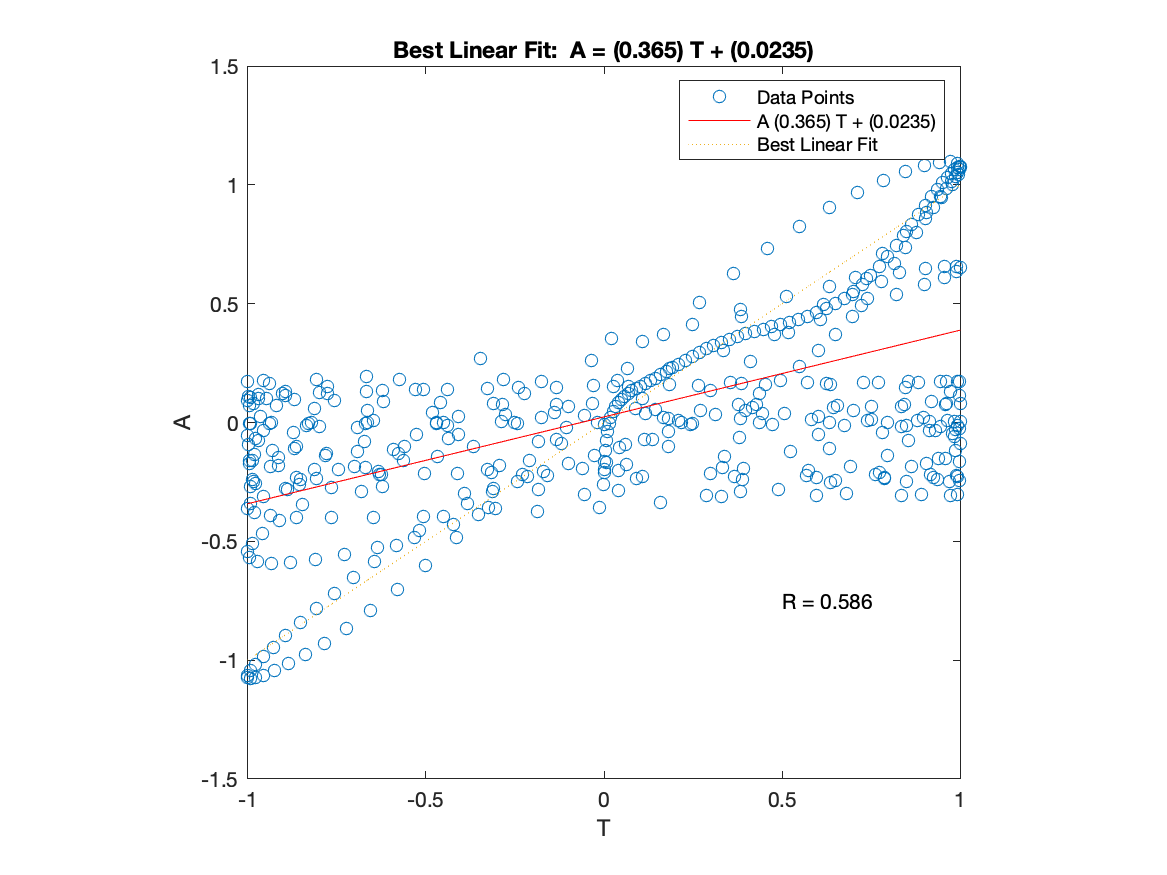 Best Linear Fit:  A = (0.365) T + (0.0235)
1.5
Data Points
A (0.365) T + (0.0235)
Best Linear Fit
1
0.5
A
0
-0.5
R = 0.586
-1
-1.5
-1 -0.5 0 0.5 1
T